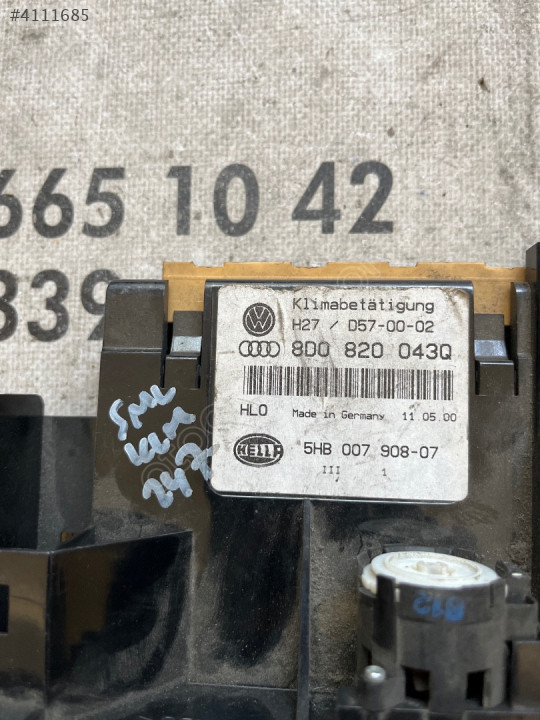 #4111685
665 10 42
839
Klimabetätigung
H27 / D57-00-02
8D0 820 043Q
HLO Made in Germany 11.05.00
HELLA 5HB 007 908-07
III 1